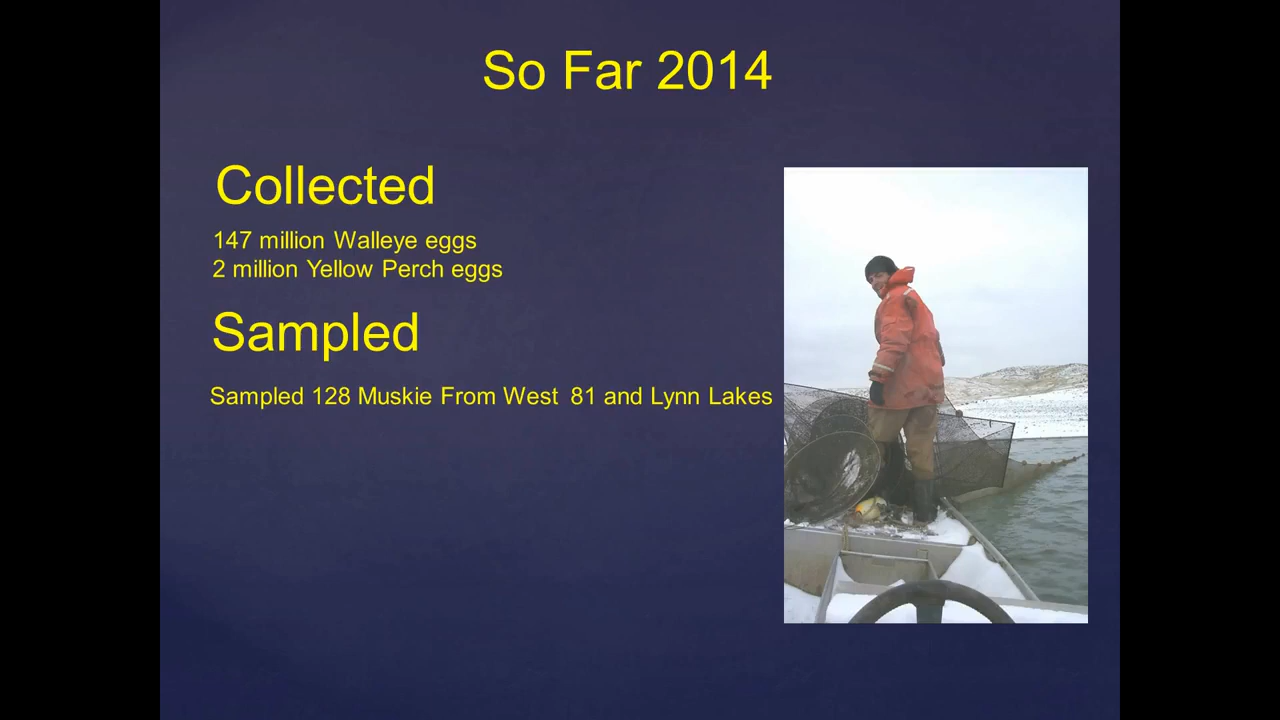 So Far 2014
Collected
147 million Walleye eggs
2 million Yellow Perch eggs
Sampled
Sampled 128 Muskie From West  81 and Lynn Lakes